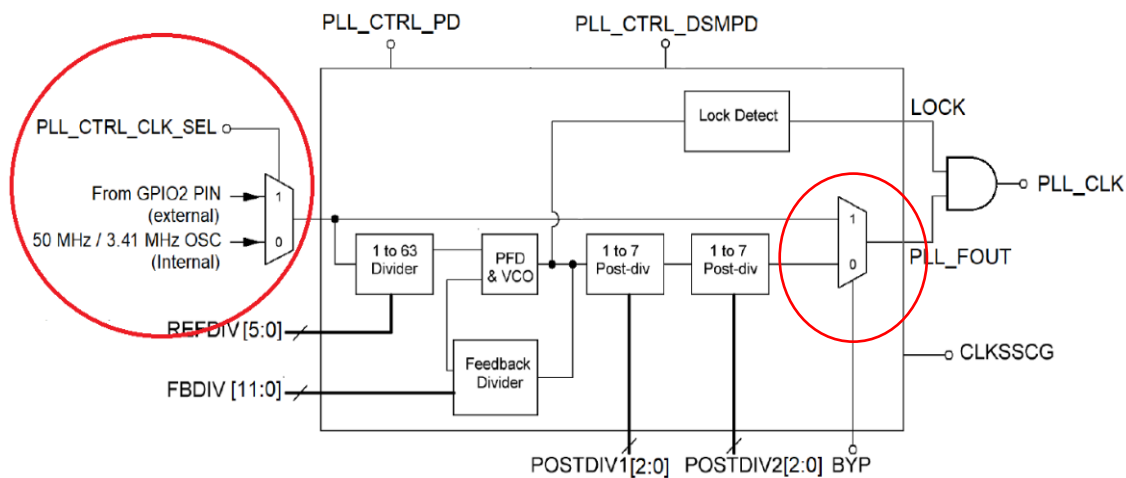 PLL_CTRL_PD
PLL_CTRL_DSMPD
PLL_CTRL_CLK_SEL
Lock Detect
LOCK
From GPIO2 PIN
(external)
1
50 MHz / 3.41 MHz OSC
(Internal)
0
1
0
PLL_CLK
PLL_FOUT
1 to 63
Divider
PFD
& VCO
1 to 7
Post-div
1 to 7
Post-div
REFDIV [5:0]
Feedback
Divider
FBDIV [11:0]
CLKSSCG
POSTDIV1[2:0]
POSTDIV2[2:0]
BYP